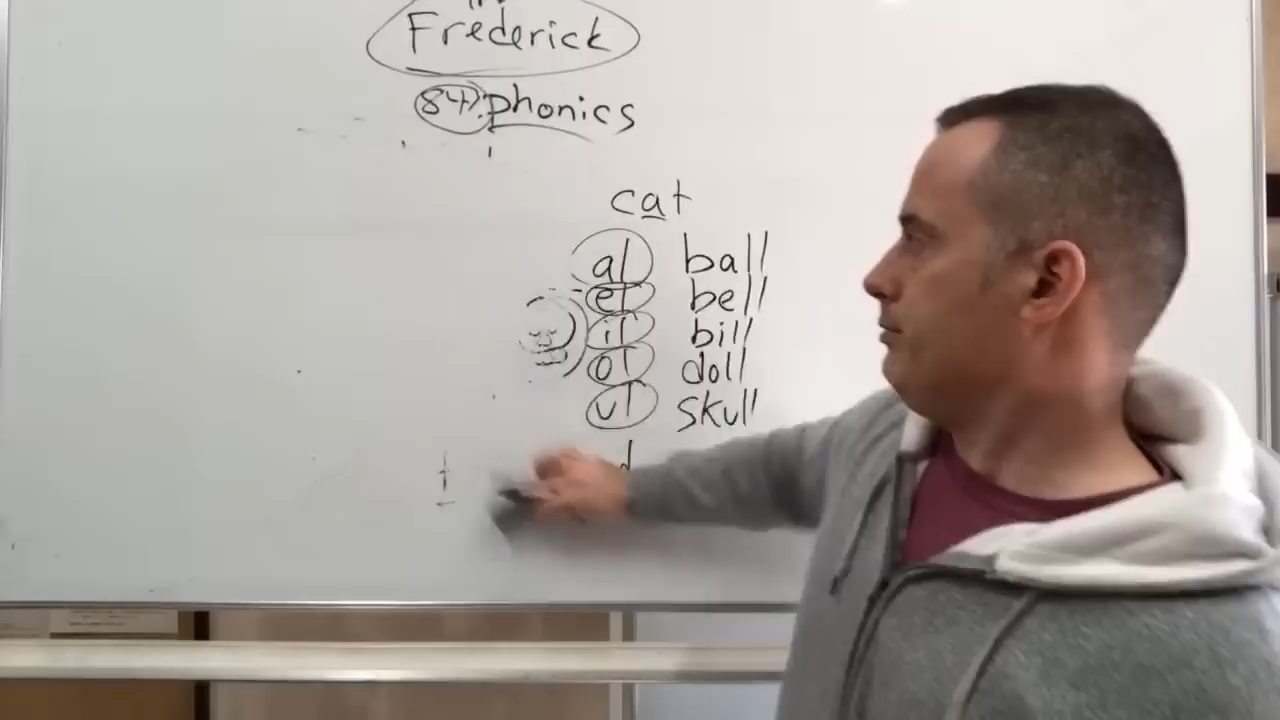 Frederick
84% phonics
cat
al ball
el bell
il bill
ol doll
ul skull